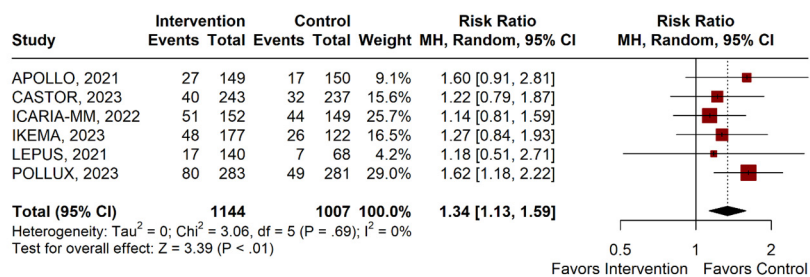 Intervention Control Risk Ratio Risk Ratio
Study Events Total Events Total Weight MH, Random, 95% CI MH, Random, 95% CI
APOLLO, 2021 27 149 17 150 9.1% 1.60 [0.91, 2.81]
CASTOR, 2023 40 243 32 237 15.6% 1.22 [0.79, 1.87]
ICARIA-MM, 2022 51 152 44 149 25.7% 1.14 [0.81, 1.59]
IKEMA, 2023 48 177 26 122 16.5% 1.27 [0.84, 1.93]
LEPUS, 2021 17 140 7 68 4.2% 1.18 [0.51, 2.71]
POLLUX, 2023 80 283 49 281 29.0% 1.62 [1.18, 2.22]
Total (95% CI) 1144 1007 100.0% 1.34 [1.13, 1.59]
Heterogeneity: Tau² = 0; Chi² = 3.06, df = 5 (P = .69); I² = 0%
Test for overall effect: Z = 3.39 (P < .01)
0.5 1 2
Favors Intervention Favors Control